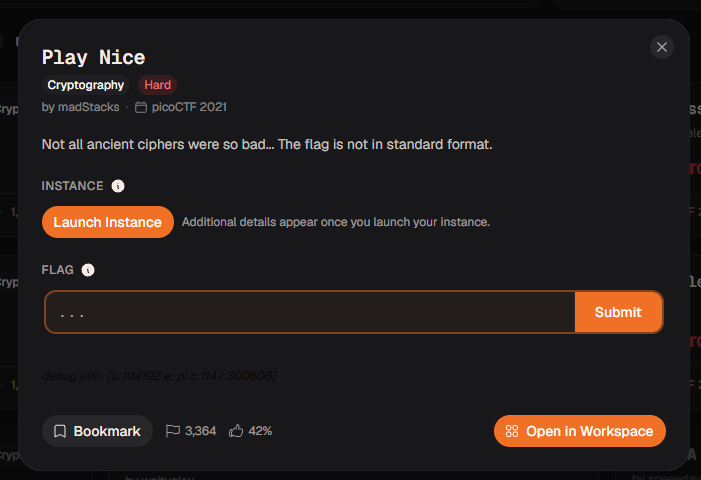 Play Nice
Cryptography Hard
by madStacks · picoCTF 2021
Not all ancient ciphers were so bad... The flag is not in standard format.
INSTANCE i
Launch Instance Additional details appear once you launch your instance.
FLAG i
... Submit
debug info: [u:1114192 e: p: c:114 i:300606]
Bookmark 3,364 42% Open in Workspace